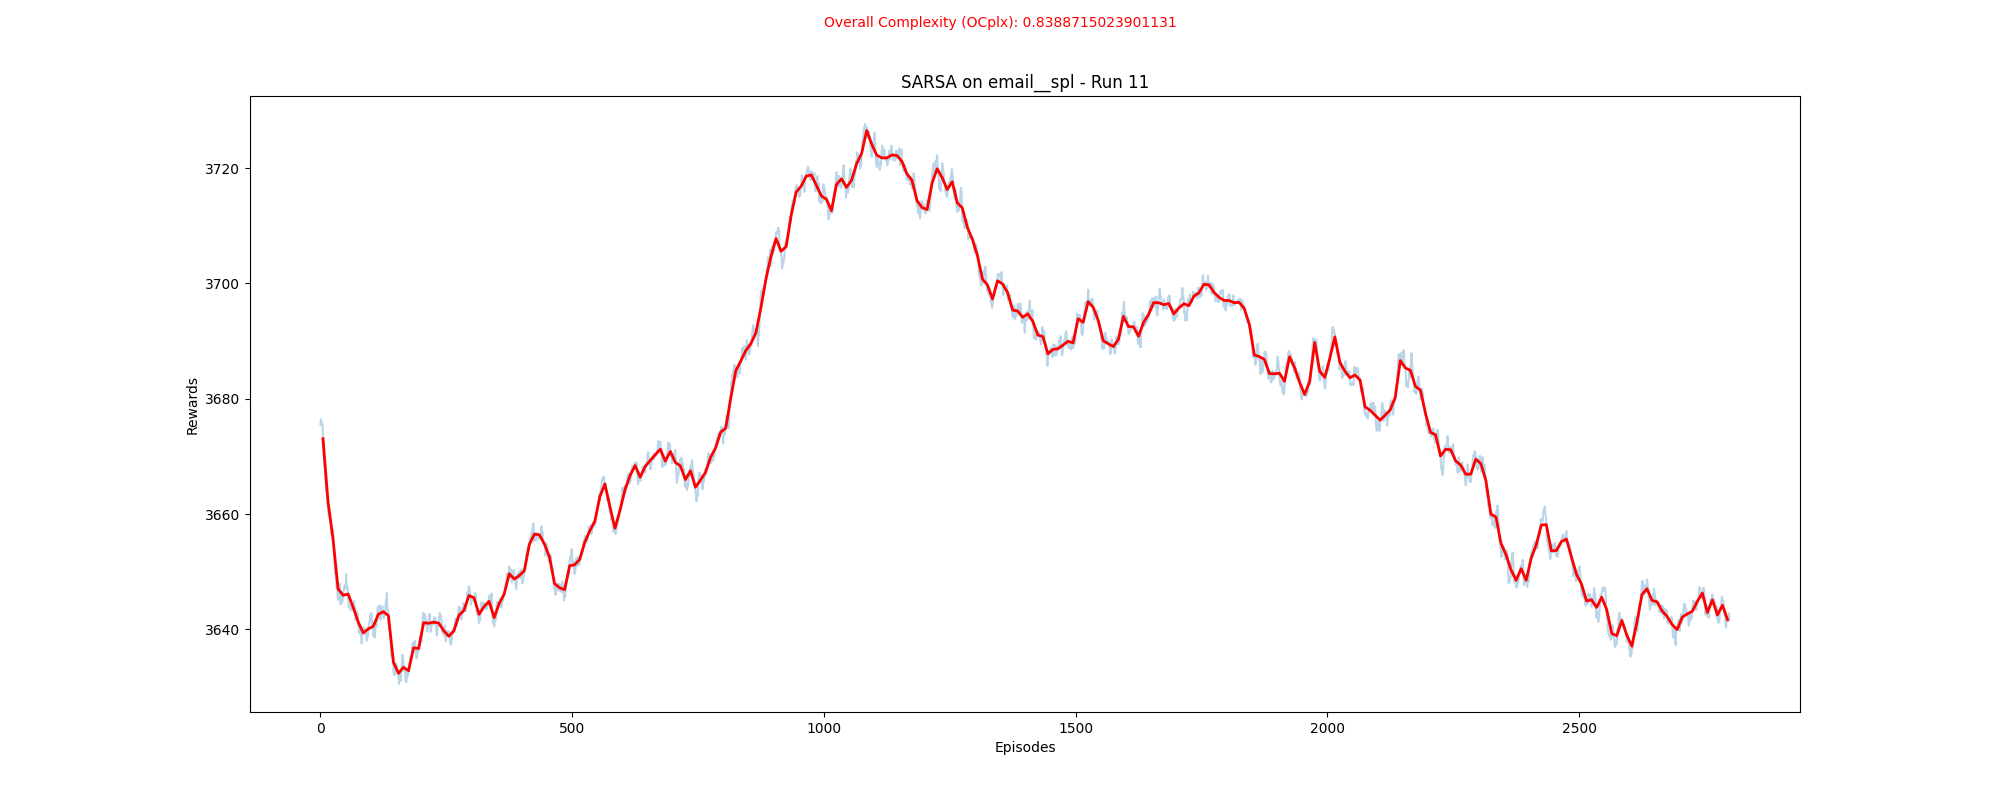 Overall Complexity (OCplx): 0.8388715023901131
SARSA on email__spl - Run 11
3720
3700
3680
3660
3640
Rewards
0 500 1000 1500 2000 2500
Episodes